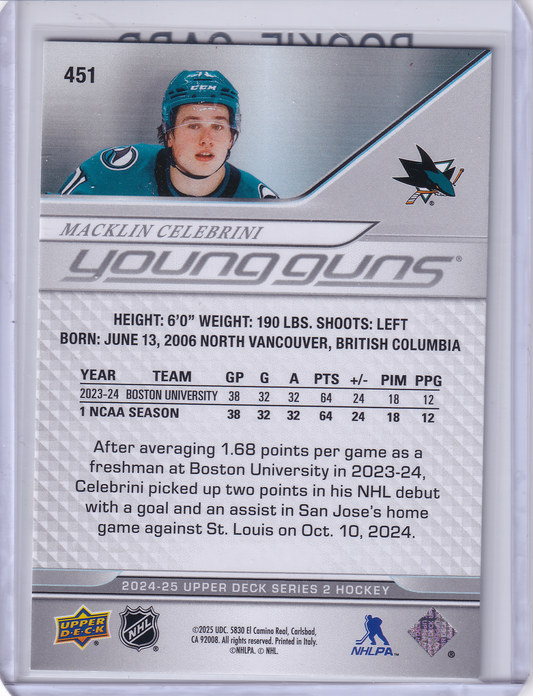 ROOKIE CARD
451
CCM
MACKLIN CELEBRINI
young guns®
HEIGHT: 6'0" WEIGHT: 190 LBS. SHOOTS: LEFT
BORN: JUNE 13, 2006 NORTH VANCOUVER, BRITISH COLUMBIA
YEAR TEAM GP G A PTS +/- PIM PPG
2023-24 BOSTON UNIVERSITY 38 32 32 64 24 18 12
1 NCAA SEASON 38 32 32 64 24 18 12
After averaging 1.68 points per game as a
freshman at Boston University in 2023-24,
Celebrini picked up two points in his NHL debut
with a goal and an assist in San Jose's home
game against St. Louis on Oct. 10, 2024.
2024-25 UPPER DECK SERIES 2 HOCKEY
UPPER
D·E·C·K
NHL
©2025 UDC. 5830 El Camino Real, Carlsbad,
CA 92008. All rights reserved. Printed in Italy.
©NHLPA. © NHL.
NHLPA™
®